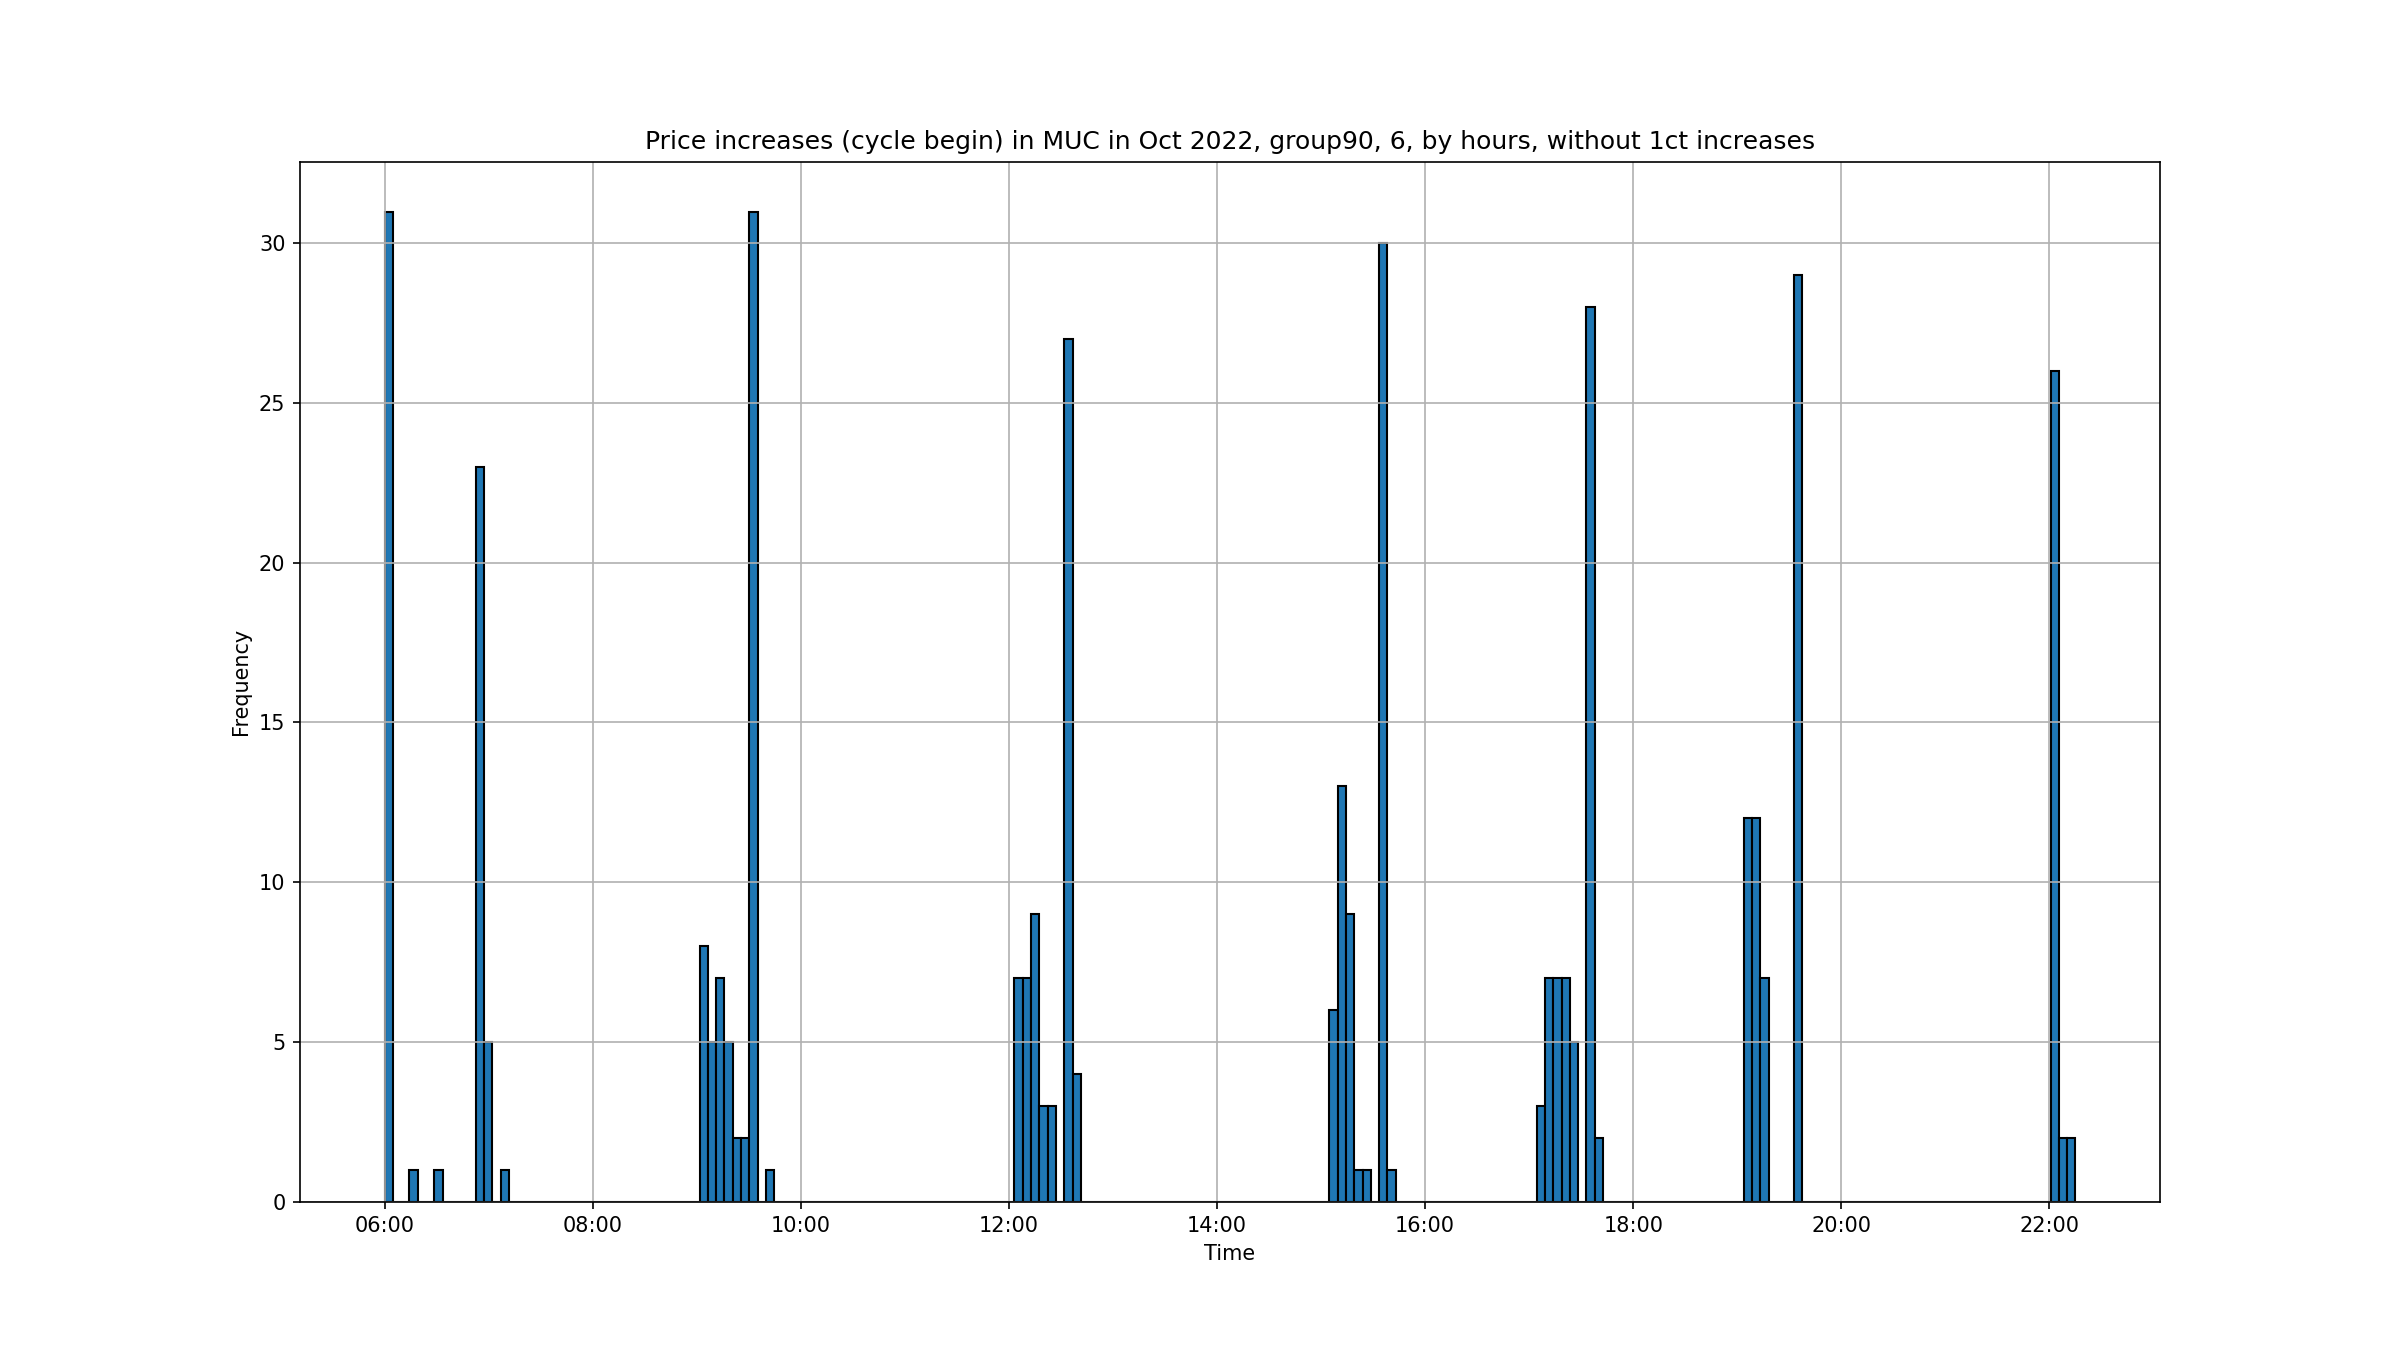 Price increases (cycle begin) in MUC in Oct 2022, group90, 6, by hours, without 1ct increases
30
25
20
15
10
5
0
Frequency
06:00 08:00 10:00 12:00 14:00 16:00 18:00 20:00 22:00
Time